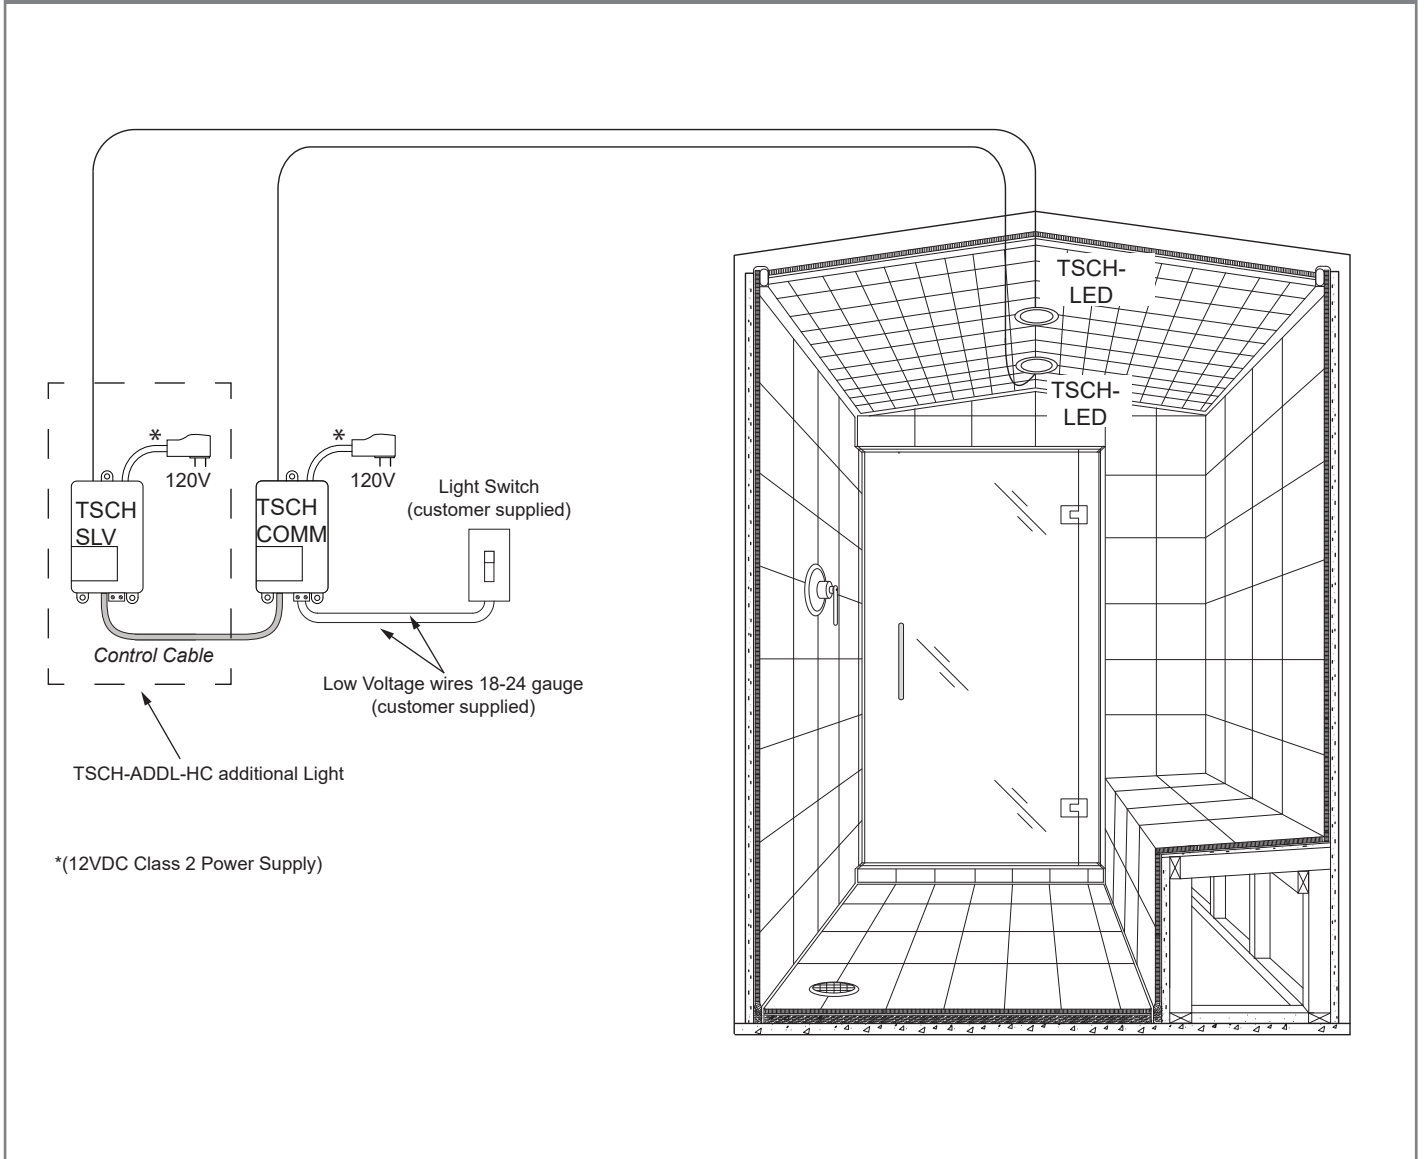 TSCH-
LED
TSCH-
LED
*
120V
*
120V
TSCH
SLV
TSCH
COMM
Light Switch
(customer supplied)
Control Cable
Low Voltage wires 18-24 gauge
(customer supplied)
TSCH-ADDL-HC additional Light
*(12VDC Class 2 Power Supply)